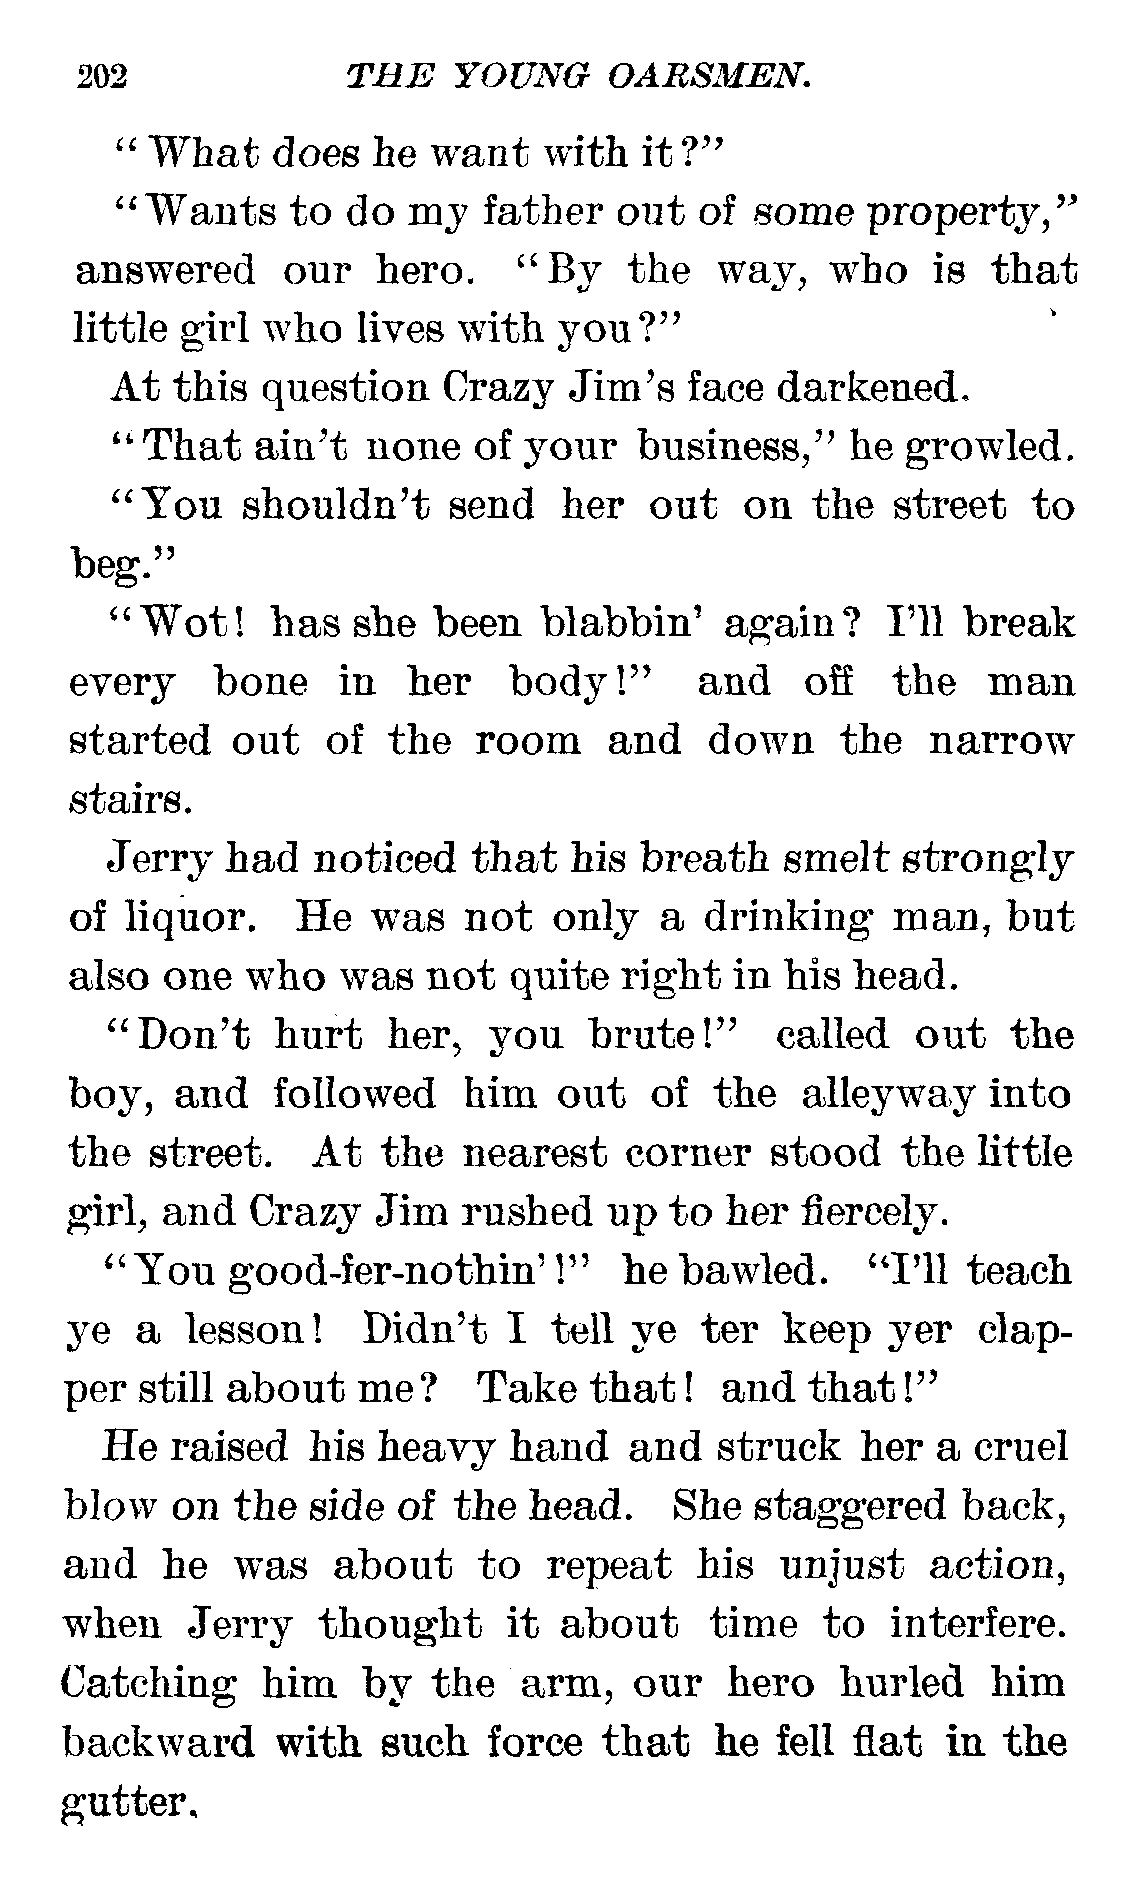 202 THE YOUNG OARSMEN.
“What does he want with it?”
“Wants to do my father out of some property,”
answered our hero. “By the way, who is that
little girl who lives with you?”
At this question Crazy Jim’s face darkened.
“That ain’t none of your business,” he growled.
“You shouldn’t send her out on the street to
beg.”
“Wot! has she been blabbin’ again? I’ll break
every bone in her body!” and off the man
started out of the room and down the narrow
stairs.
Jerry had noticed that his breath smelt strongly
of liquor. He was not only a drinking man, but
also one who was not quite right in his head.
“Don’t hurt her, you brute!” called out the
boy, and followed him out of the alleyway into
the street. At the nearest corner stood the little
girl, and Crazy Jim rushed up to her fiercely.
“You good-fer-nothin’!” he bawled. “I’ll teach
ye a lesson! Didn’t I tell ye ter keep yer clap-
per still about me? Take that! and that!”
He raised his heavy hand and struck her a cruel
blow on the side of the head. She staggered back,
and he was about to repeat his unjust action,
when Jerry thought it about time to interfere.
Catching him by the arm, our hero hurled him
backward with such force that he fell flat in the
gutter.